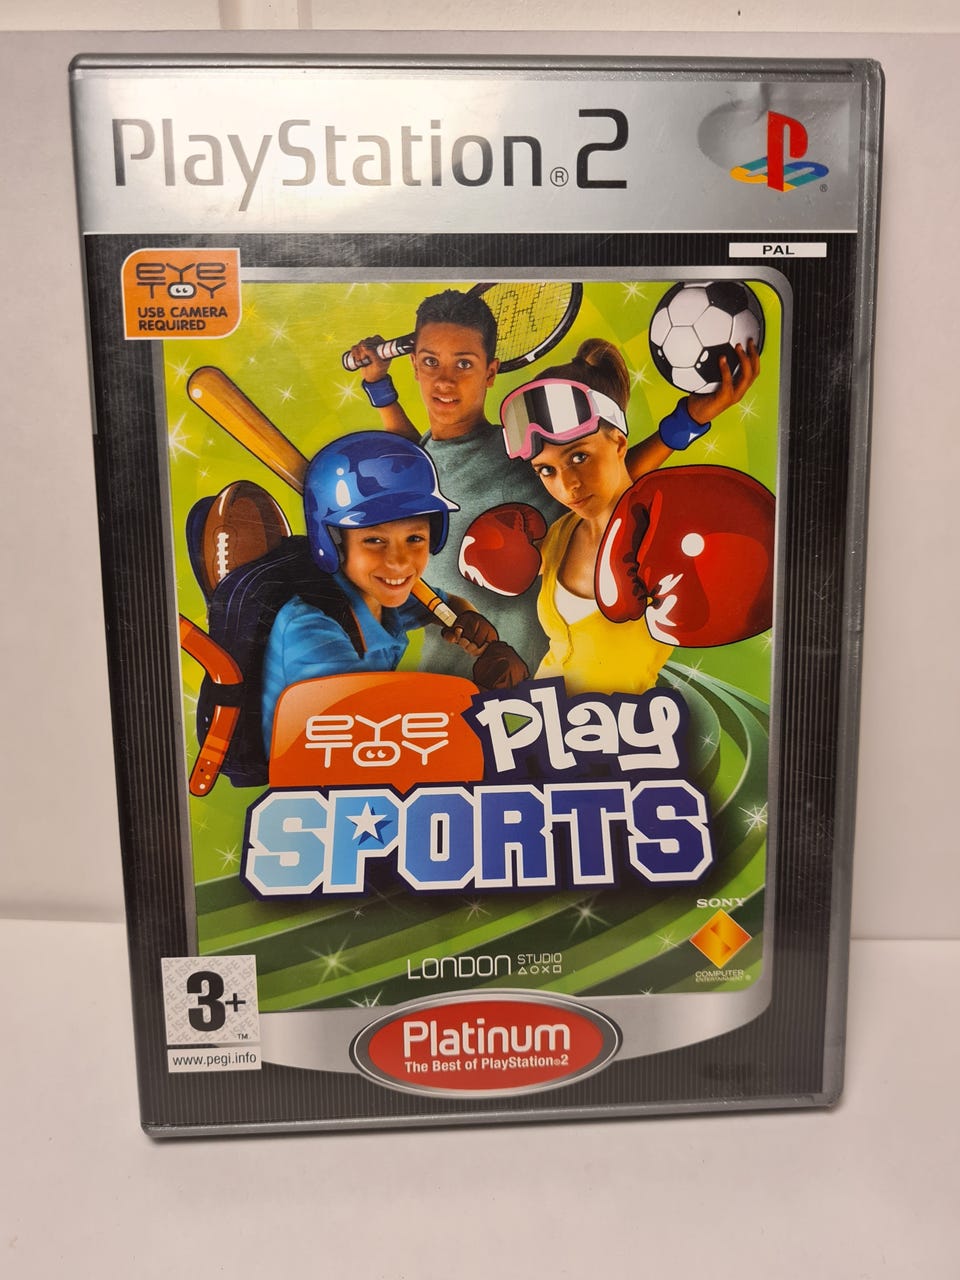 PlayStation®2
®
PAL
EYE
TOY
USB CAMERA
REQUIRED
EYE
TOY
Play
SPORTS
SONY
COMPUTER
ENTERTAINMENT®
LONDON STUDIO
3+
TM
www.pegi.info
Platinum
The Best of PlayStation®2